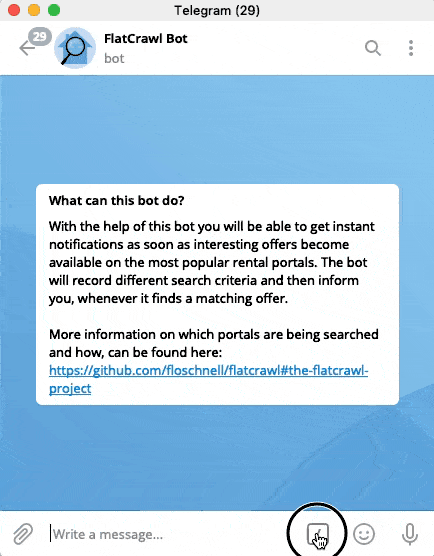 Telegram (29)
29
FlatCrawl Bot
bot
What can this bot do?
With the help of this bot you will be able to get instant
notifications as soon as interesting offers become
available on the most popular rental portals. The bot
will record different search criteria and then inform
you, whenever it finds a matching offer.
More information on which portals are being searched
and how, can be found here:
https://github.com/floschnell/flatcrawl#the-flatcrawl-
project
Write a message...